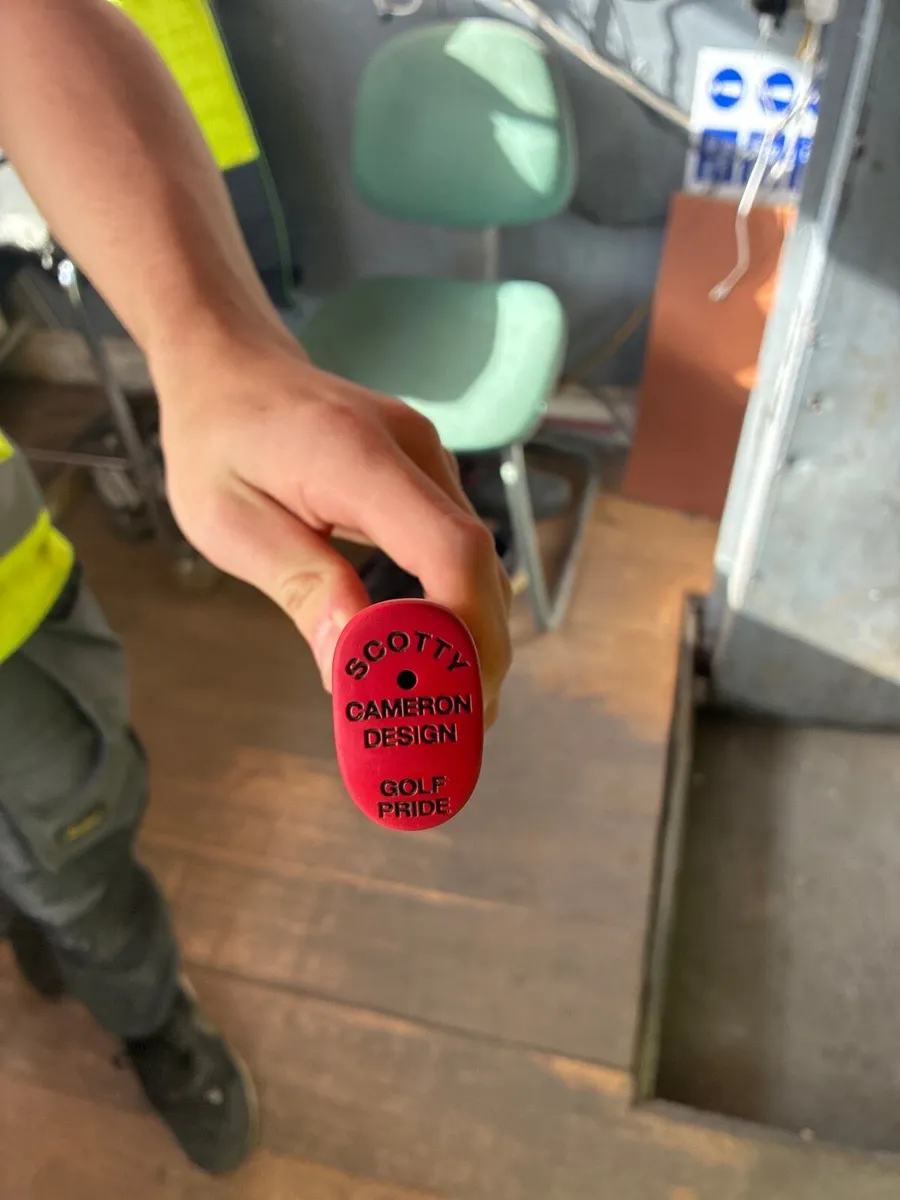 SCOTTY
CAMERON
DESIGN
GOLF
PRIDE